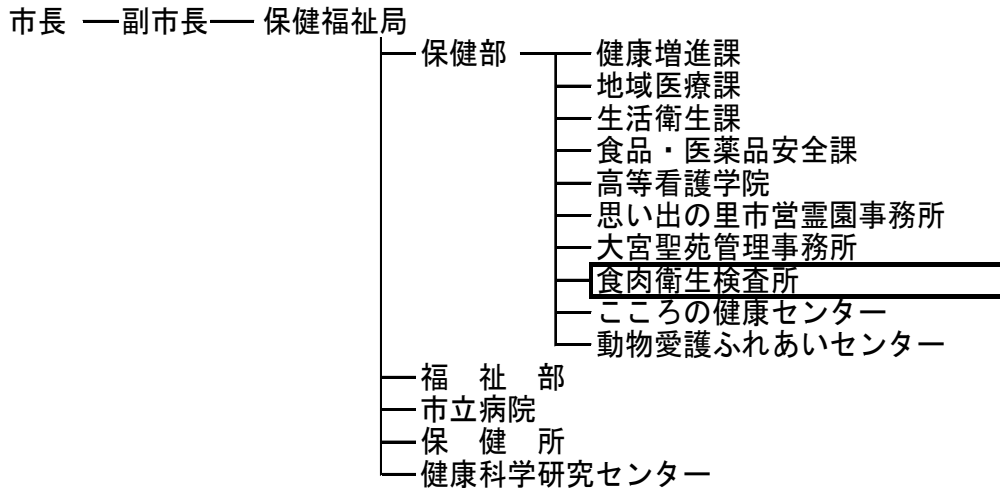 市長 ―副市長― 保健福祉局
保健部 健康増進課
地域医療課
生活衛生課
食品・医薬品安全課
高等看護学院
思い出の里市営霊園事務所
大宮聖苑管理事務所
食肉衛生検査所
こころの健康センター
動物愛護ふれあいセンター
福 祉 部
市立病院
保 健 所
健康科学研究センター